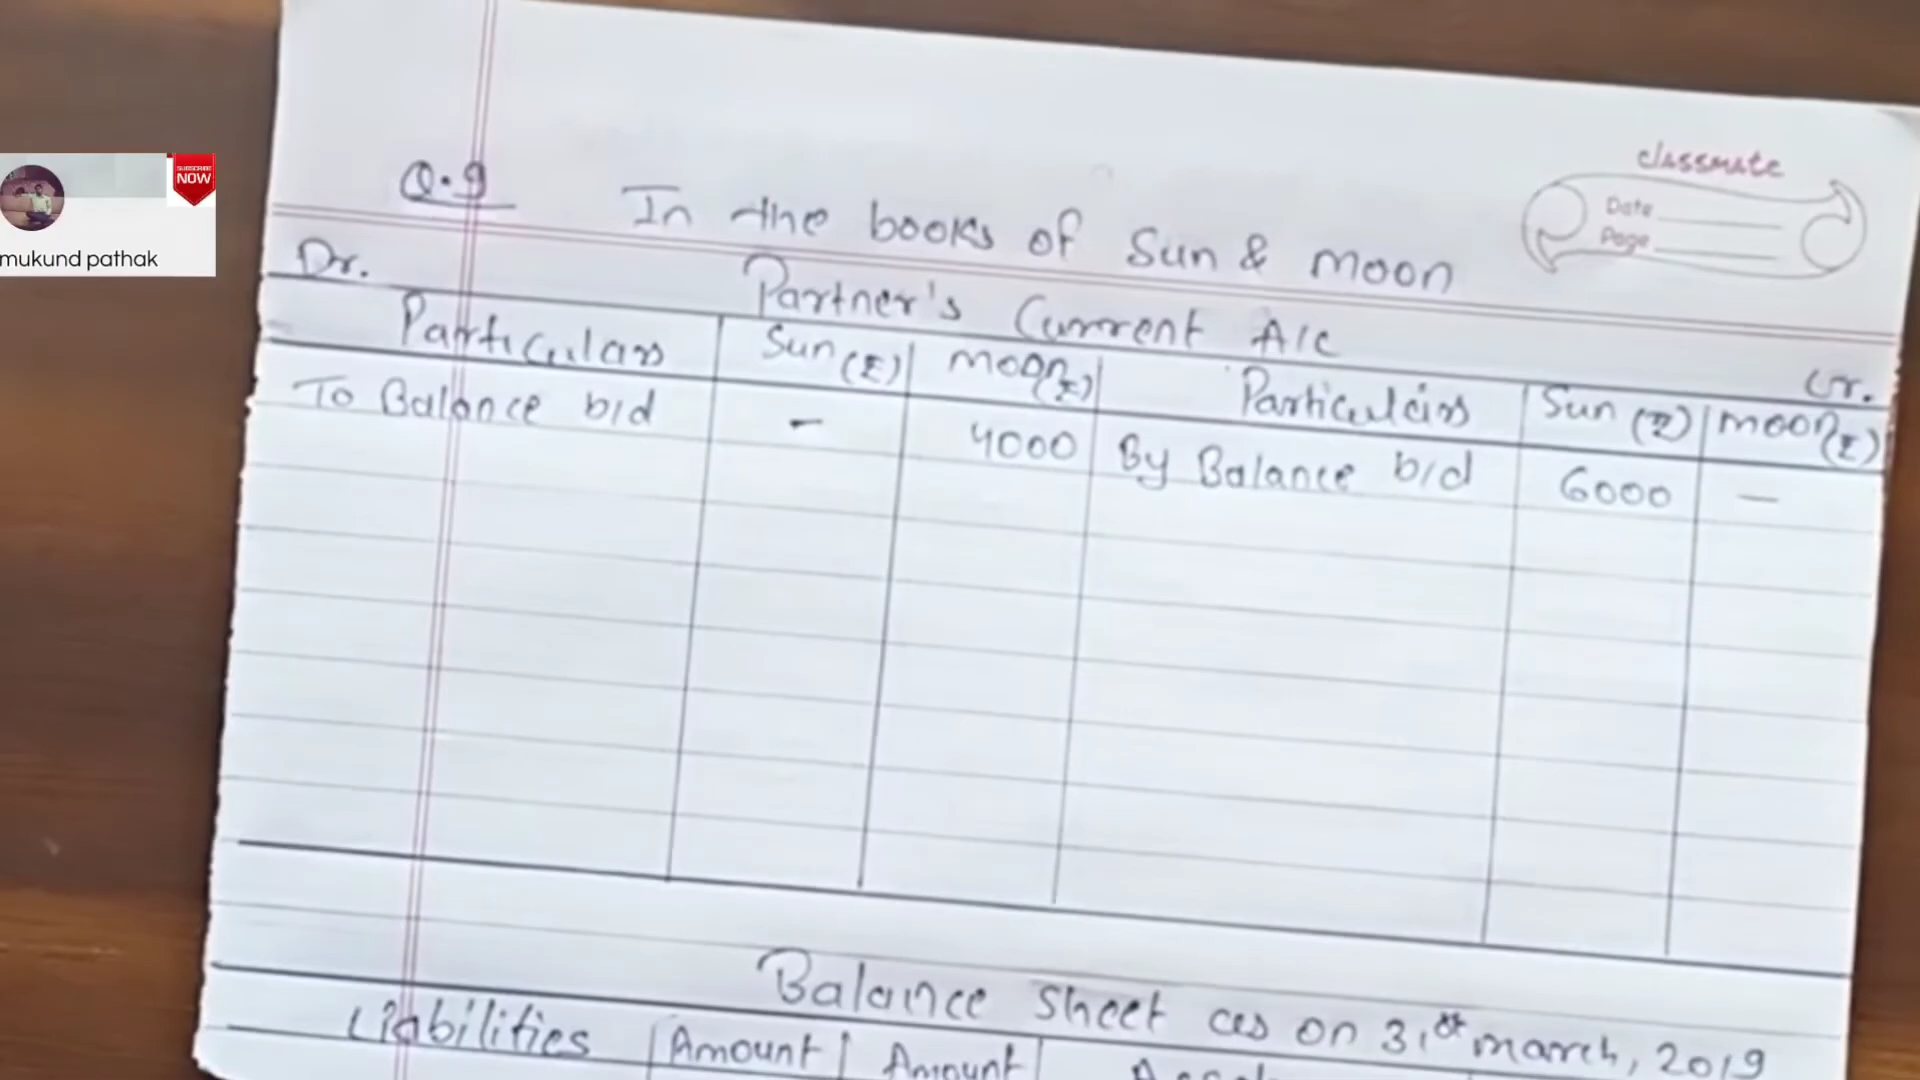 SUBSCRIBE
NOW
mukund pathak
classmate
Date
Page
Q.9 In the books of Sun & moon
Dr. Partner's Current A/c Cr.
Particulars Sun (₹) moon(₹) Particulars Sun (₹) moon(₹)
To Balance b/d - 4000 By Balance b/d 6000 —
Balance Sheet as on 31st march, 2019
Liabilities Amount Amount